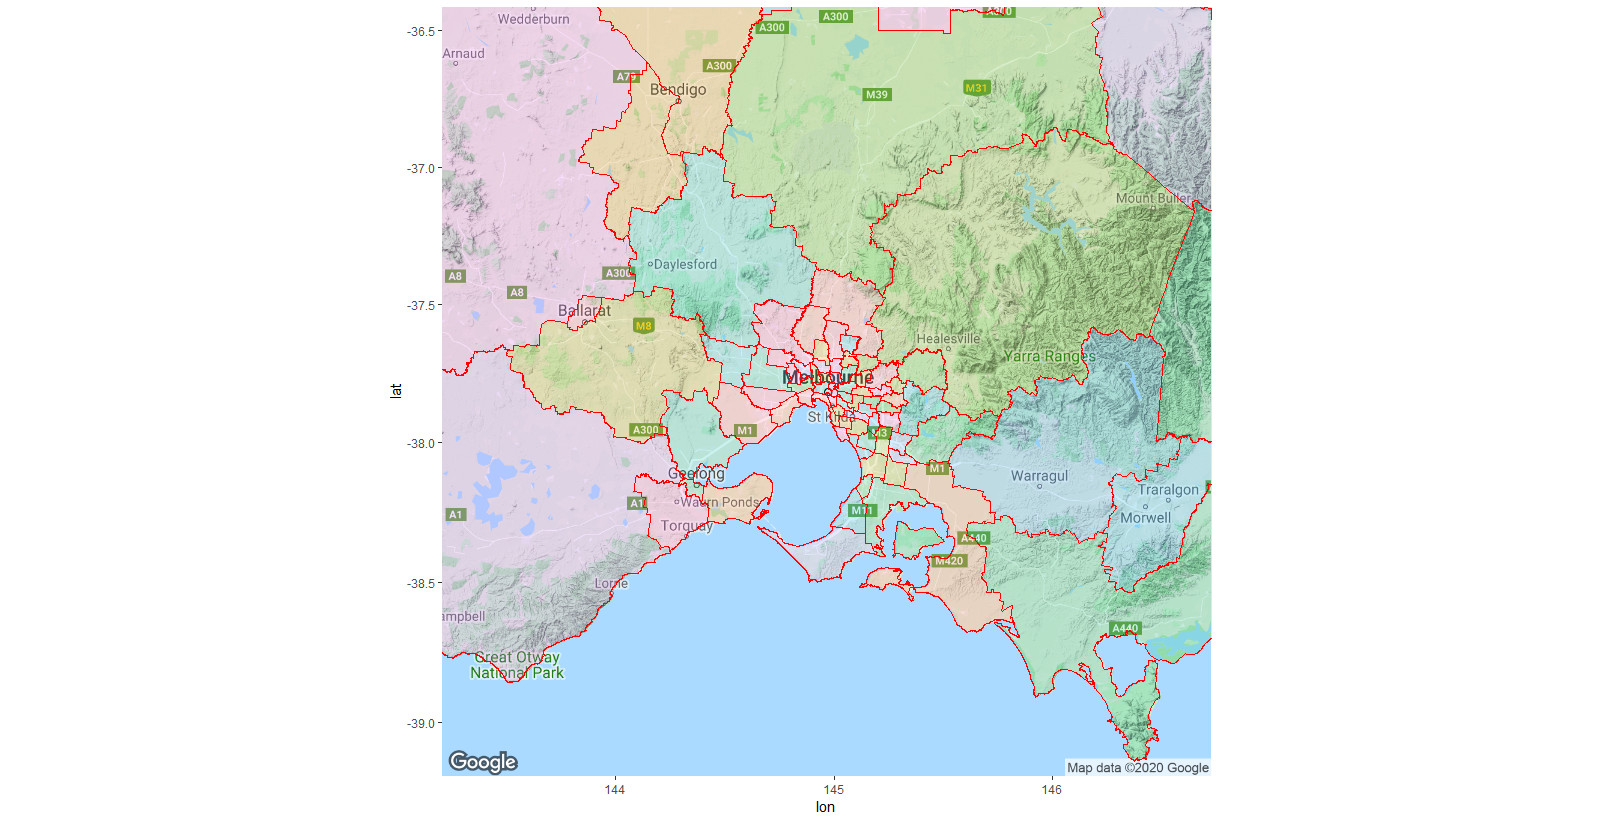 Wedderburn
A300
A300
A300
-36.5
Arnaud
A300
A79
Bendigo
M39
M31
-37.0
Mount Buller
A8
A300
Daylesford
A8
-37.5
Ballarat
M8
Healesville
Yarra Ranges
Melbourne
lat
St Kilda
A300
M1
M3
-38.0
Geelong
M1
Warragul
A1
Waurn Ponds
Traralgon
A1
M11
Morwell
Torquay
A440
M420
-38.5
Lorne
ampbell
A440
Great Otway
National Park
-39.0
Google
Map data ©2020 Google
144
145
146
lon